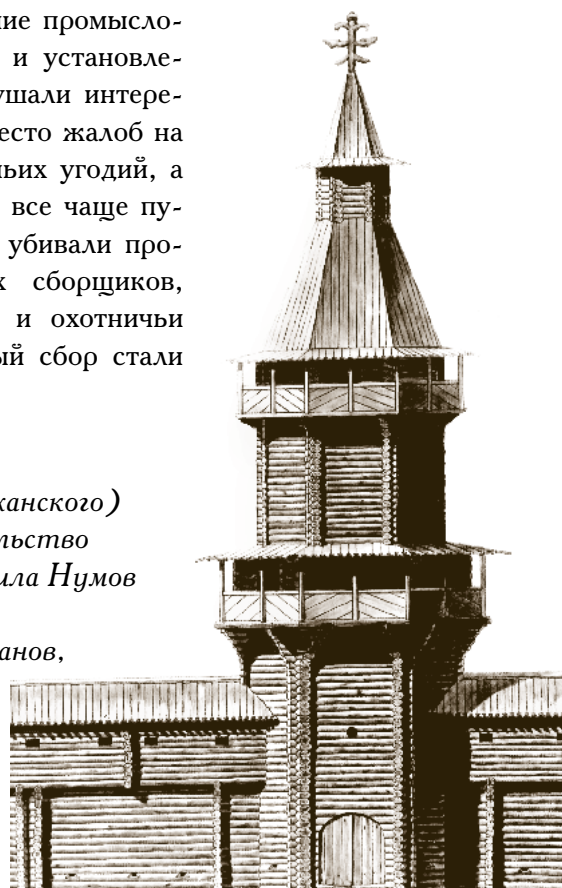 ние промысло-
и установле-
ушали интере-
есто жалоб на
ьих угодий, а
все чаще пу-
убивали про-
х сборщиков,
и охотничьи
ый сбор стали
канского)
льство
ила Нумов
анов,